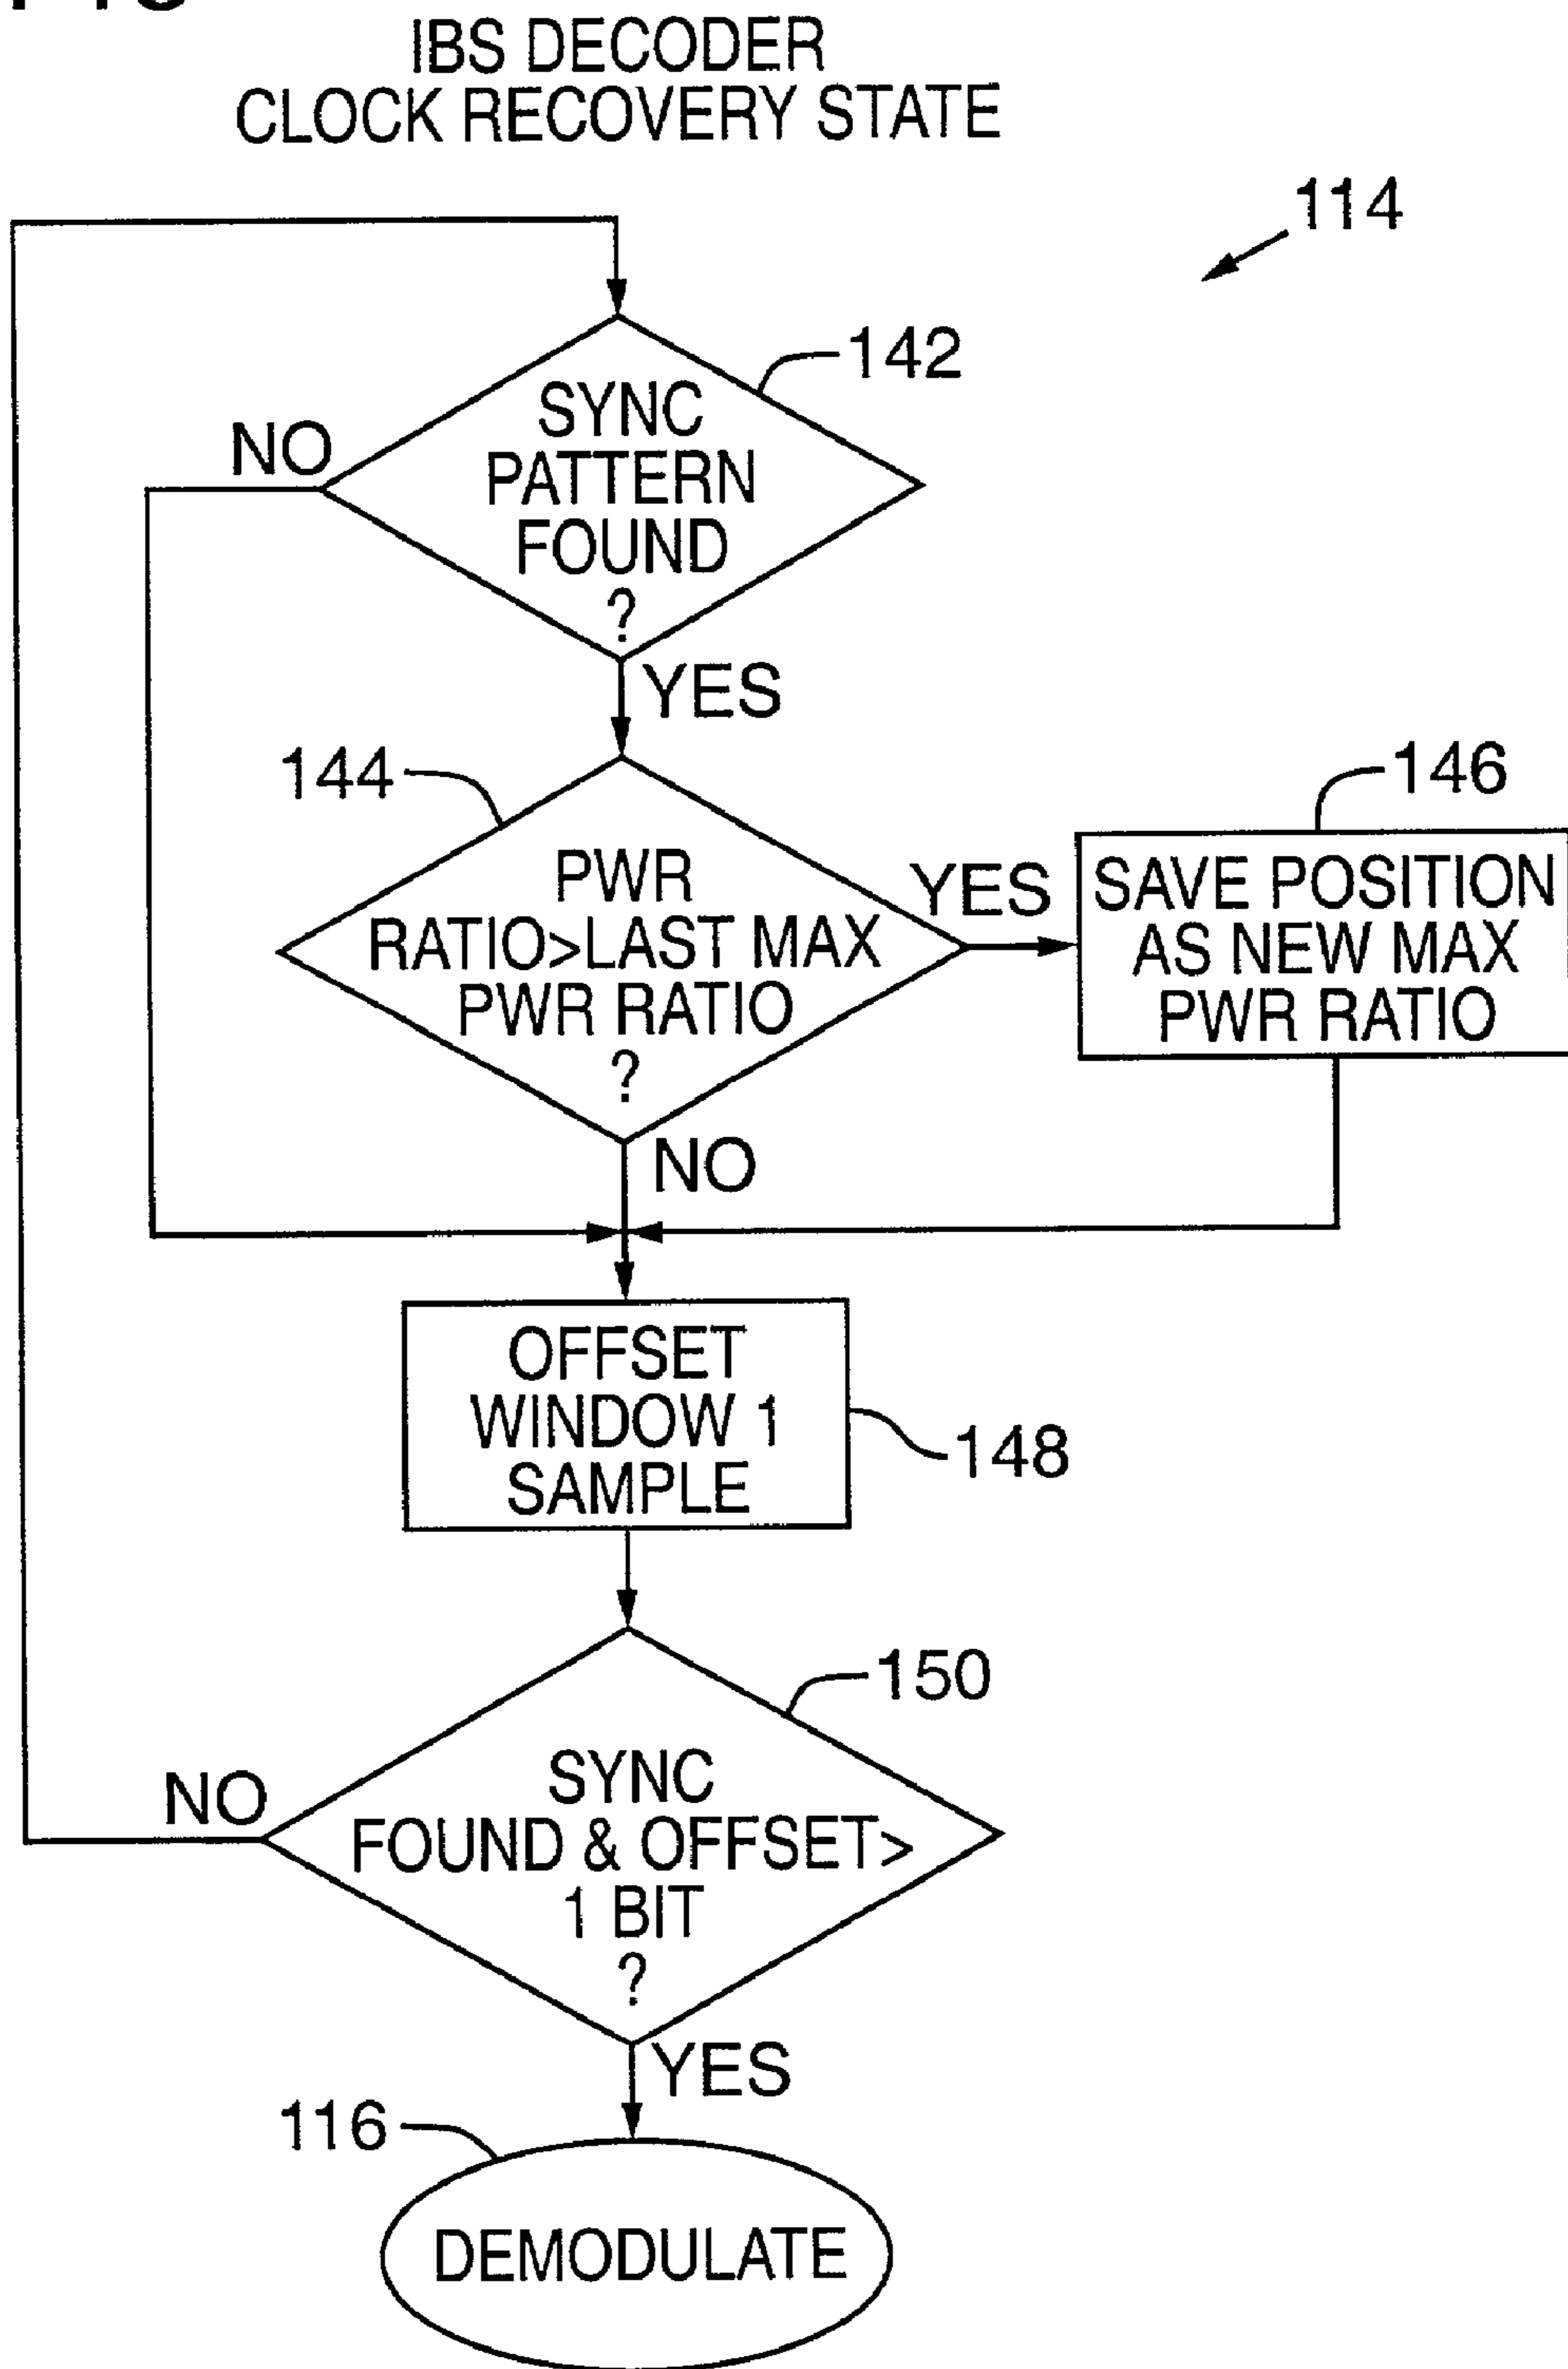 IBS DECODER
CLOCK RECOVERY STATE
114
142
SYNC
PATTERN
FOUND
?
NO
YES
144
PWR
RATIO>LAST MAX
PWR RATIO
?
YES
146
SAVE POSITION
AS NEW MAX
PWR RATIO
NO
OFFSET
WINDOW 1
SAMPLE
148
150
SYNC
FOUND & OFFSET>
1 BIT
?
NO
YES
116
DEMODULATE